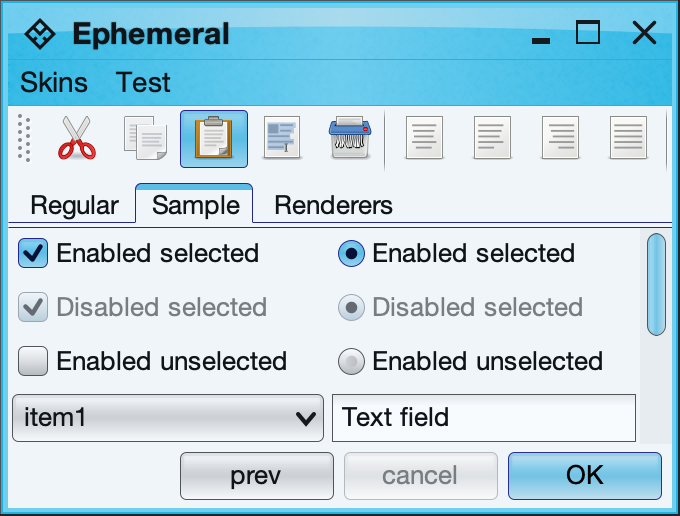 Ephemeral
Skins Test
Regular Sample Renderers
Enabled selected Enabled selected
Disabled selected Disabled selected
Enabled unselected Enabled unselected
item1 Text field
prev cancel OK